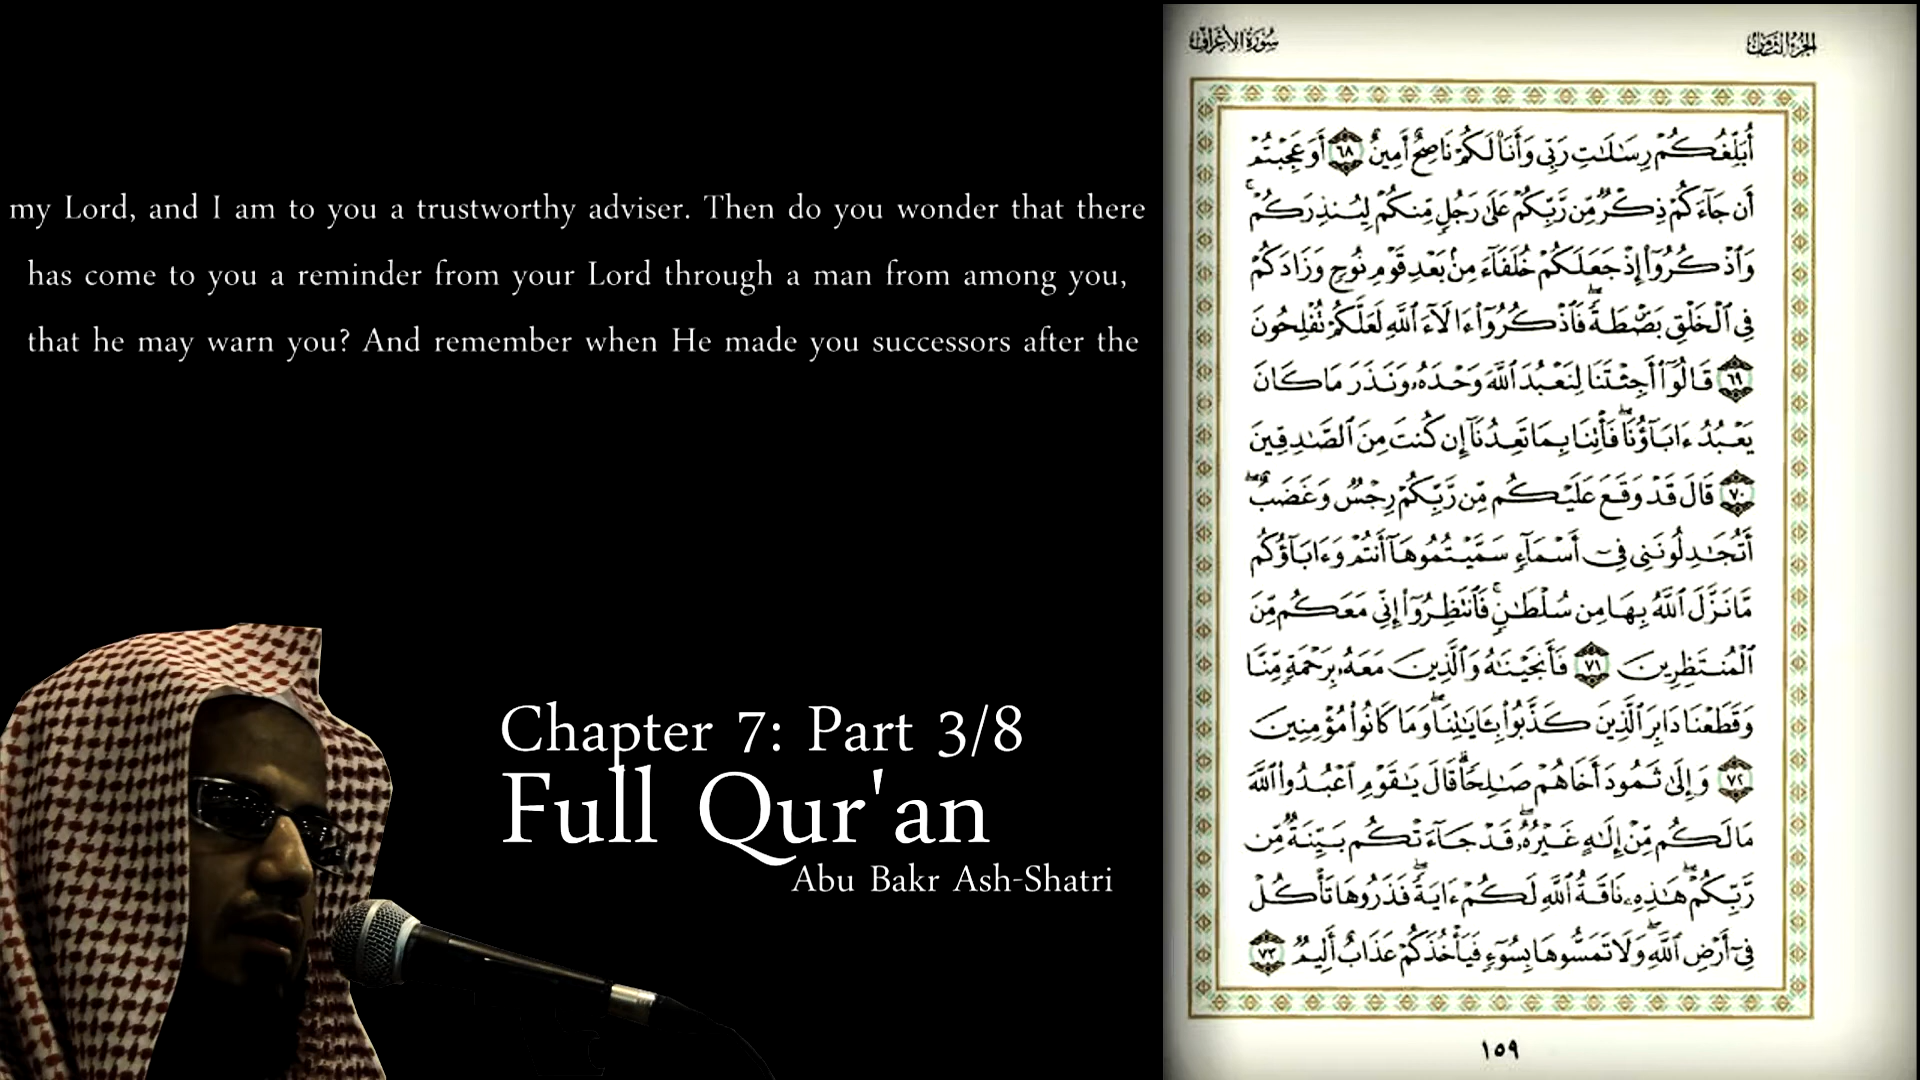 my Lord, and I am to you a trustworthy adviser. Then do you wonder that there
has come to you a reminder from your Lord through a man from among you,
that he may warn you? And remember when He made you successors after the
Chapter 7: Part 3/8
Full Qur'an
Abu Bakr Ash-Shatri
الجزء الثامن
سورة الأعراف
أُبَلِّغُكُمْ رِسَٰلَٰتِ رَبِّى وَأَنَا۠ لَكُمْ نَاصِحٌ أَمِينٌ ٦٨ أَوَعَجِبْتُمْ
أَن جَآءَكُمْ ذِكْرٌ مِّن رَّبِّكُمْ عَلَىٰ رَجُلٍ مِّنكُمْ لِيُنذِرَكُمْ ۚ
وَٱذْكُرُوٓا۟ إِذْ جَعَلَكُمْ خُلَفَآءَ مِنۢ بَعْدِ قَوْمِ نُوحٍ وَزَادَكُمْ
فِى ٱلْخَلْقِ بَصْۜطَةً ۖ فَٱذْكُرُوٓا۟ ءَالَآءَ ٱللَّهِ لَعَلَّكُمْ تُفْلِحُونَ
٦٩ قَالُوٓا۟ أَجِئْتَنَا لِنَعْبُدَ ٱللَّهَ وَحْدَهُۥ وَنَذَرَ مَا كَانَ
يَعْبُدُ ءَابَآؤُنَا ۖ فَأْتِنَا بِمَا تَعِدُنَآ إِن كُنتَ مِنَ ٱلصَّٰدِقِينَ
٧٠ قَالَ قَدْ وَقَعَ عَلَيْكُم مِّن رَّبِّكُمْ رِجْسٌ وَغَضَبٌ ۖ
أَتُجَٰدِلُونَنِى فِىٓ أَسْمَآءٍ سَمَّيْتُمُوهَآ أَنتُمْ وَءَابَآؤُكُم
مَّا نَزَّلَ ٱللَّهُ بِهَا مِن سُلْطَٰنٍ ۚ فَٱنتَظِرُوٓا۟ إِنِّى مَعَكُم مِّنَ
ٱلْمُنتَظِرِينَ ٧١ فَأَنجَيْنَٰهُ وَٱلَّذِينَ مَعَهُۥ بِرَحْمَةٍ مِّنَّا
وَقَطَعْنَا دَابِرَ ٱلَّذِينَ كَذَّبُوا۟ بِـَٔايَٰتِنَا ۖ وَمَا كَانُوا۟ مُؤْمِنِينَ
٧٢ وَإِلَىٰ ثَمُودَ أَخَاهُمْ صَٰلِحًا ۗ قَالَ يَٰقَوْمِ ٱعْبُدُوا۟ ٱللَّهَ
مَا لَكُم مِّنْ إِلَٰهٍ غَيْرُهُۥ ۖ قَدْ جَآءَتْكُم بَيِّنَةٌ مِّن
رَّبِّكُمْ ۖ هَٰذِهِۦ نَاقَةُ ٱللَّهِ لَكُمْ ءَايَةً ۖ فَذَرُوهَا تَأْكُلْ
فِىٓ أَرْضِ ٱللَّهِ ۖ وَلَا تَمَسُّوهَا بِسُوٓءٍ فَيَأْخُذَكُمْ عَذَابٌ أَلِيمٌ ٧٣
١٥٩